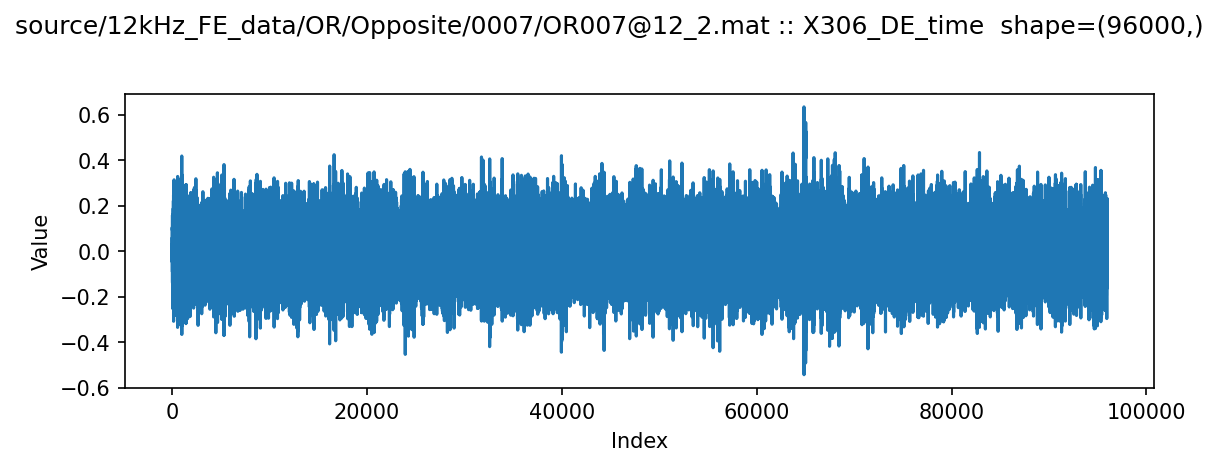 source/12kHz_FE_data/OR/Opposite/0007/OR007@12_2.mat :: X306_DE_time  shape=(96000,)
0.6
0.4
0.2
0.0
−0.2
−0.4
−0.6
Value
0 20000 40000 60000 80000 100000
Index